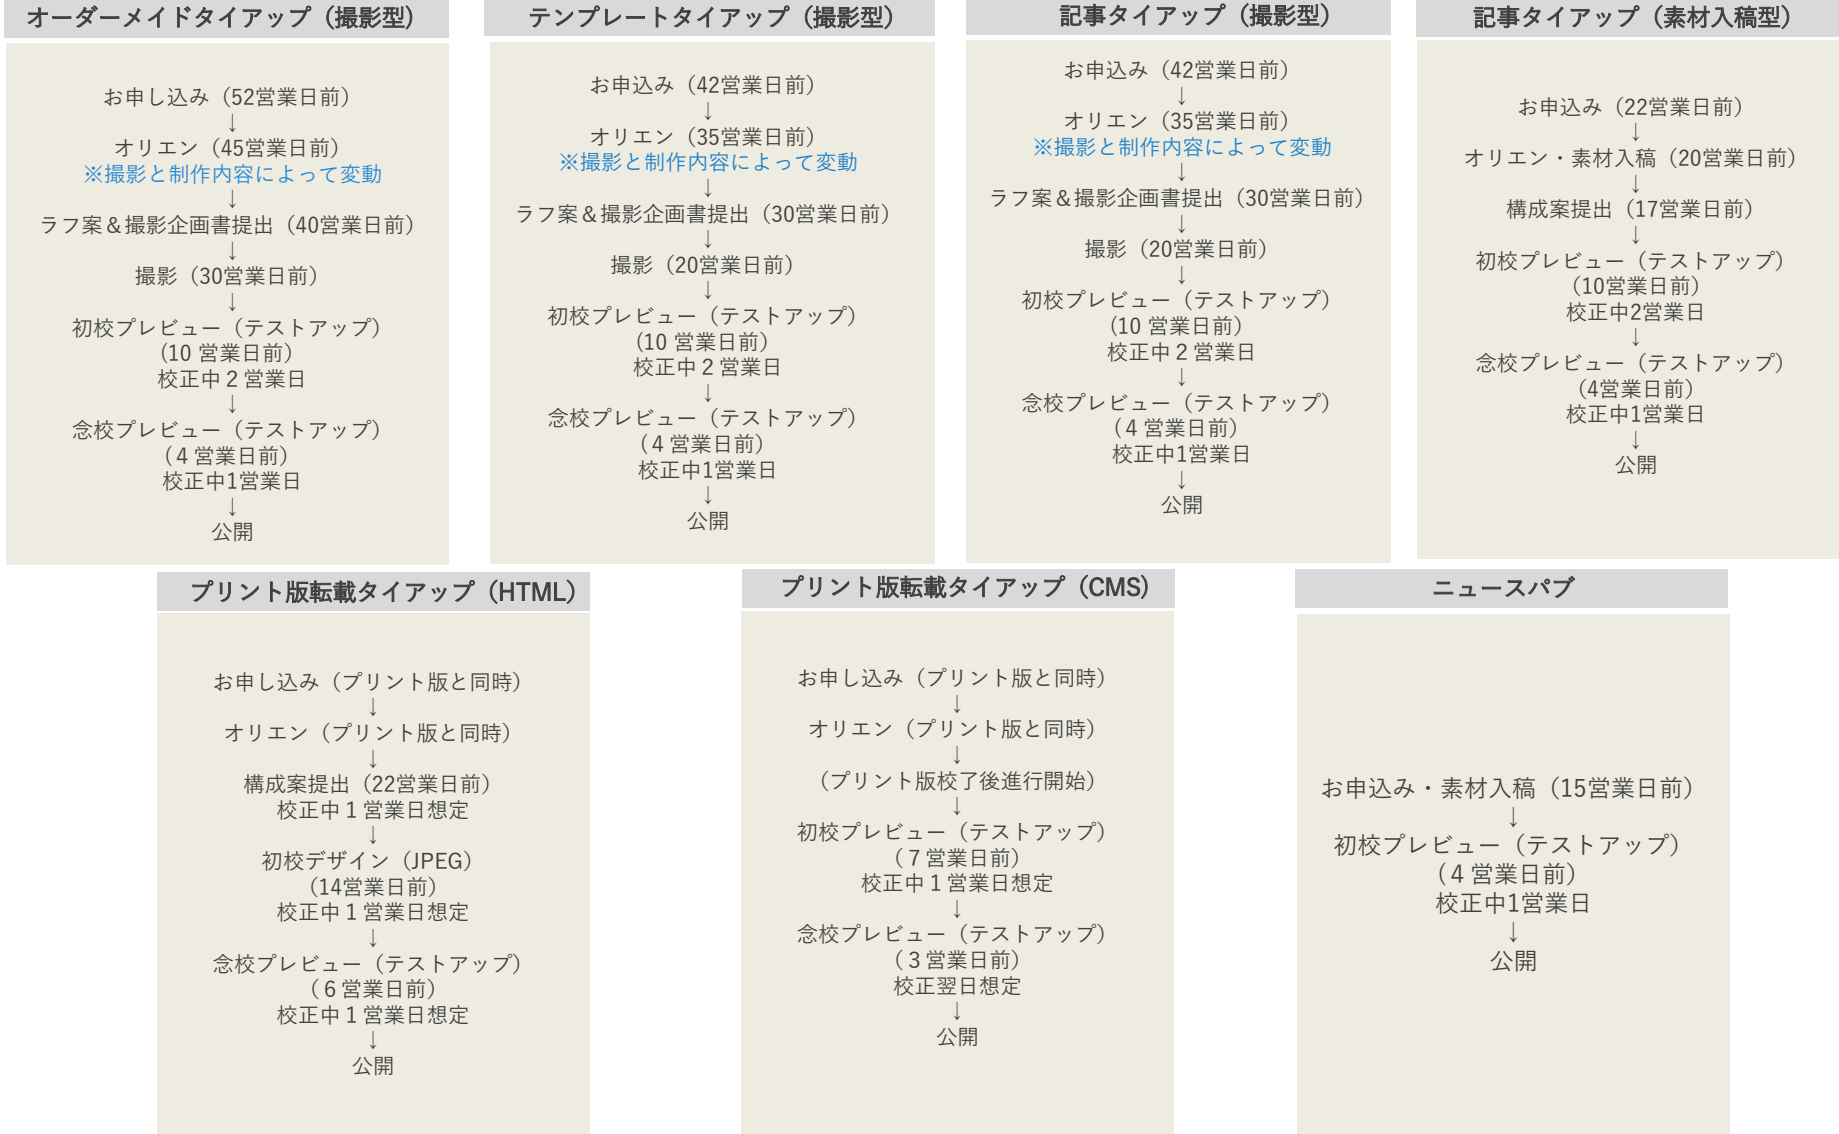 オーダーメイドタイアップ（撮影型）
お申し込み（52営業日前）
↓
オリエン（45営業日前）
※撮影と制作内容によって変動
↓
ラフ案＆撮影企画書提出（40営業日前）
↓
撮影（30営業日前）
↓
初校プレビュー（テストアップ）
（10 営業日前）
校正中２営業日
↓
念校プレビュー（テストアップ）
（４営業日前）
校正中1営業日
↓
公開
テンプレートタイアップ（撮影型）
お申込み（42営業日前）
↓
オリエン（35営業日前）
※撮影と制作内容によって変動
↓
ラフ案＆撮影企画書提出（30営業日前）
↓
撮影（20営業日前）
↓
初校プレビュー（テストアップ）
（10 営業日前）
校正中２営業日
↓
念校プレビュー（テストアップ）
（４営業日前）
校正中1営業日
↓
公開
記事タイアップ（撮影型）
お申込み（42営業日前）
↓
オリエン（35営業日前）
※撮影と制作内容によって変動
↓
ラフ案＆撮影企画書提出（30営業日前）
↓
撮影（20営業日前）
↓
初校プレビュー（テストアップ）
（10 営業日前）
校正中２営業日
↓
念校プレビュー（テストアップ）
（４営業日前）
校正中1営業日
↓
公開
記事タイアップ（素材入稿型）
お申込み（22営業日前）
↓
オリエン・素材入稿（20営業日前）
↓
構成案提出（17営業日前）
↓
初校プレビュー（テストアップ）
（10営業日前）
校正中2営業日
↓
念校プレビュー（テストアップ）
（4営業日前）
校正中1営業日
↓
公開
プリント版転載タイアップ（HTML）
お申し込み（プリント版と同時）
↓
オリエン（プリント版と同時）
↓
構成案提出（22営業日前）
校正中１営業日想定
↓
初校デザイン（JPEG）
（14営業日前）
校正中１営業日想定
↓
念校プレビュー（テストアップ）
（６営業日前）
校正中１営業日想定
↓
公開
プリント版転載タイアップ（CMS）
お申し込み（プリント版と同時）
↓
オリエン（プリント版と同時）
↓
（プリント版校了後進行開始）
↓
初校プレビュー（テストアップ）
（７営業日前）
校正中１営業日想定
↓
念校プレビュー（テストアップ）
（３営業日前）
校正翌日想定
↓
公開
ニュースパブ
お申込み・素材入稿（15営業日前）
↓
初校プレビュー（テストアップ）
（４営業日前）
校正中1営業日
↓
公開